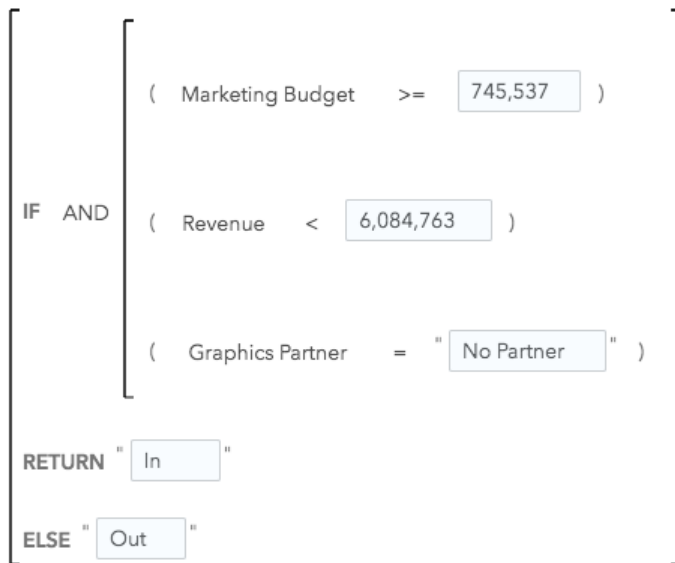 ( Marketing Budget >= 745,537 )
IF AND ( Revenue < 6,084,763 )
( Graphics Partner = " No Partner " )
RETURN " In "
ELSE " Out "